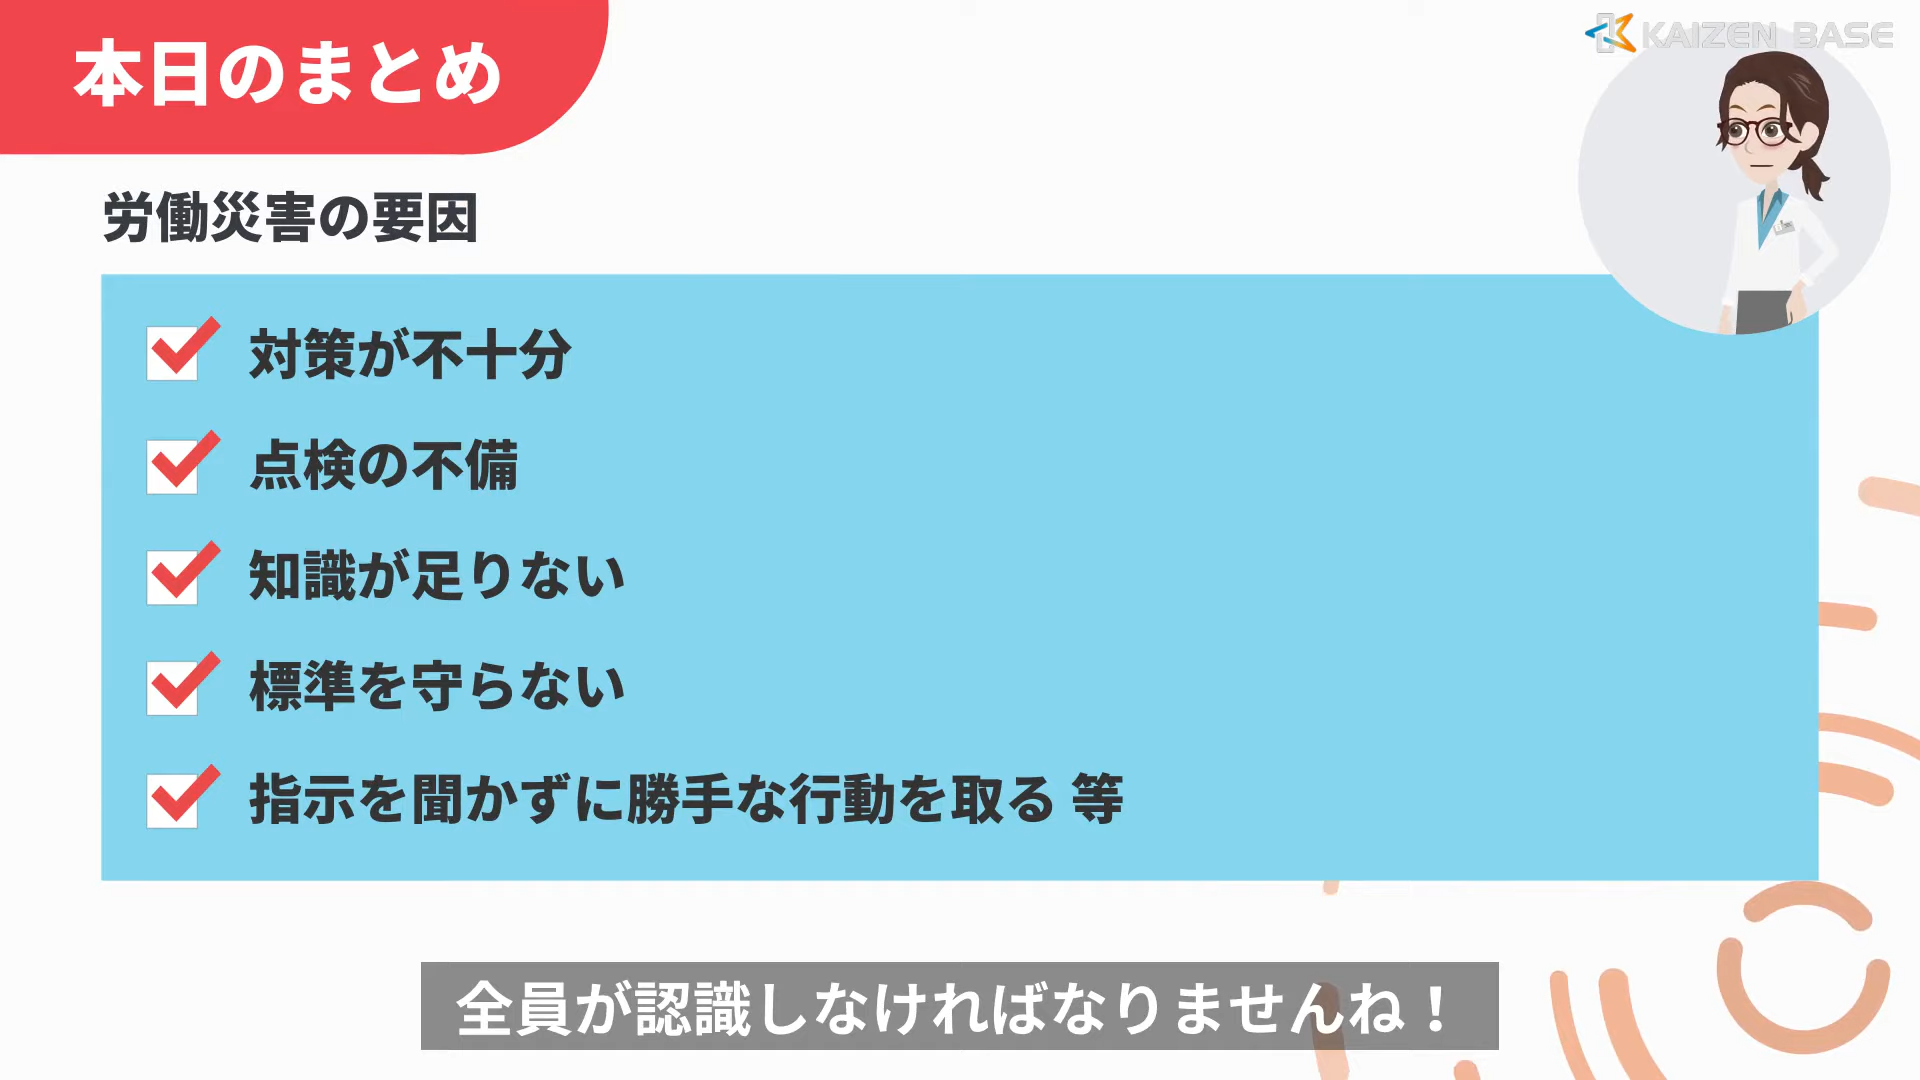 本日のまとめ
KAIZEN BASE
労働災害の要因
対策が不十分
点検の不備
知識が足りない
標準を守らない
指示を聞かずに勝手な行動を取る 等
全員が認識しなければなりませんね！